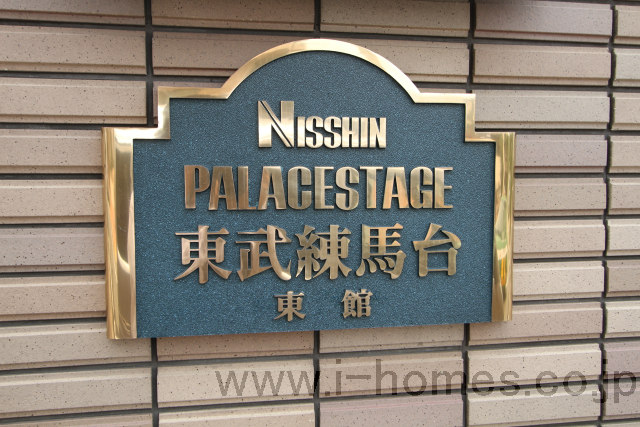 NISSHIN
PALACESTAGE
東武練馬台
東館
www.i-homes.co.jp